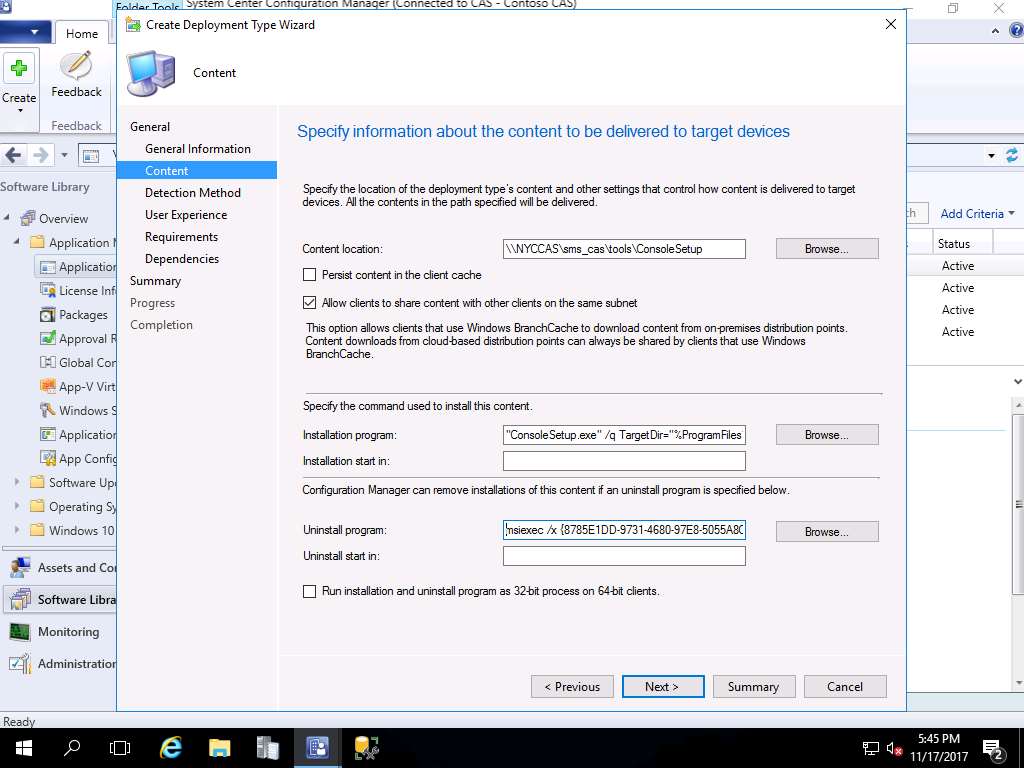 Folder Tools
System Center Configuration Manager (Connected to CAS - Contoso CAS)
Create Deployment Type Wizard
Home
Create
Feedback
Feedback
Content
General
General Information
Content
Detection Method
User Experience
Requirements
Dependencies
Summary
Progress
Completion
Specify information about the content to be delivered to target devices
Specify the location of the deployment type's content and other settings that control how content is delivered to target
devices. All the contents in the path specified will be delivered.
Content location:
\\NYCCAS\sms_cas\tools\ConsoleSetup
Browse...
Persist content in the client cache
Allow clients to share content with other clients on the same subnet
This option allows clients that use Windows BranchCache to download content from on-premises distribution points.
Content downloads from cloud-based distribution points can always be shared by clients that use Windows
BranchCache.
Specify the command used to install this content.
Installation program:
"ConsoleSetup.exe" /q TargetDir="%ProgramFiles
Browse...
Installation start in:
Configuration Manager can remove installations of this content if an uninstall program is specified below.
Uninstall program:
msiexec /x {8785E1DD-9731-4680-97E8-5055A8C
Browse...
Uninstall start in:
Run installation and uninstall program as 32-bit process on 64-bit clients.
< Previous
Next >
Summary
Cancel
Software Library
Overview
Application M
Application
License Info
Packages
Approval R
Global Con
App-V Virt
Windows S
Application
App Config
Software Up
Operating Sy
Windows 10
Assets and Co
Software Libra
Monitoring
Administration
Add Criteria
Status
Active
Active
Active
Active
Ready
5:45 PM
11/17/2017
2